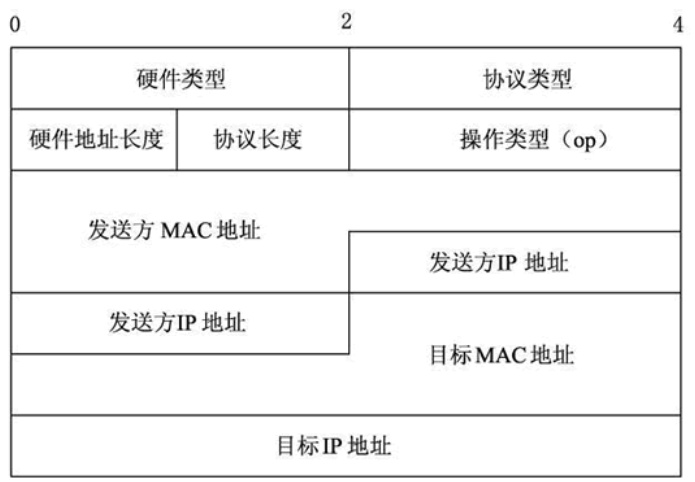 0 2 4
硬件类型 协议类型
硬件地址长度 协议长度 操作类型（op）
发送方 MAC 地址
发送方IP 地址
发送方IP 地址
目标MAC 地址
目标IP 地址